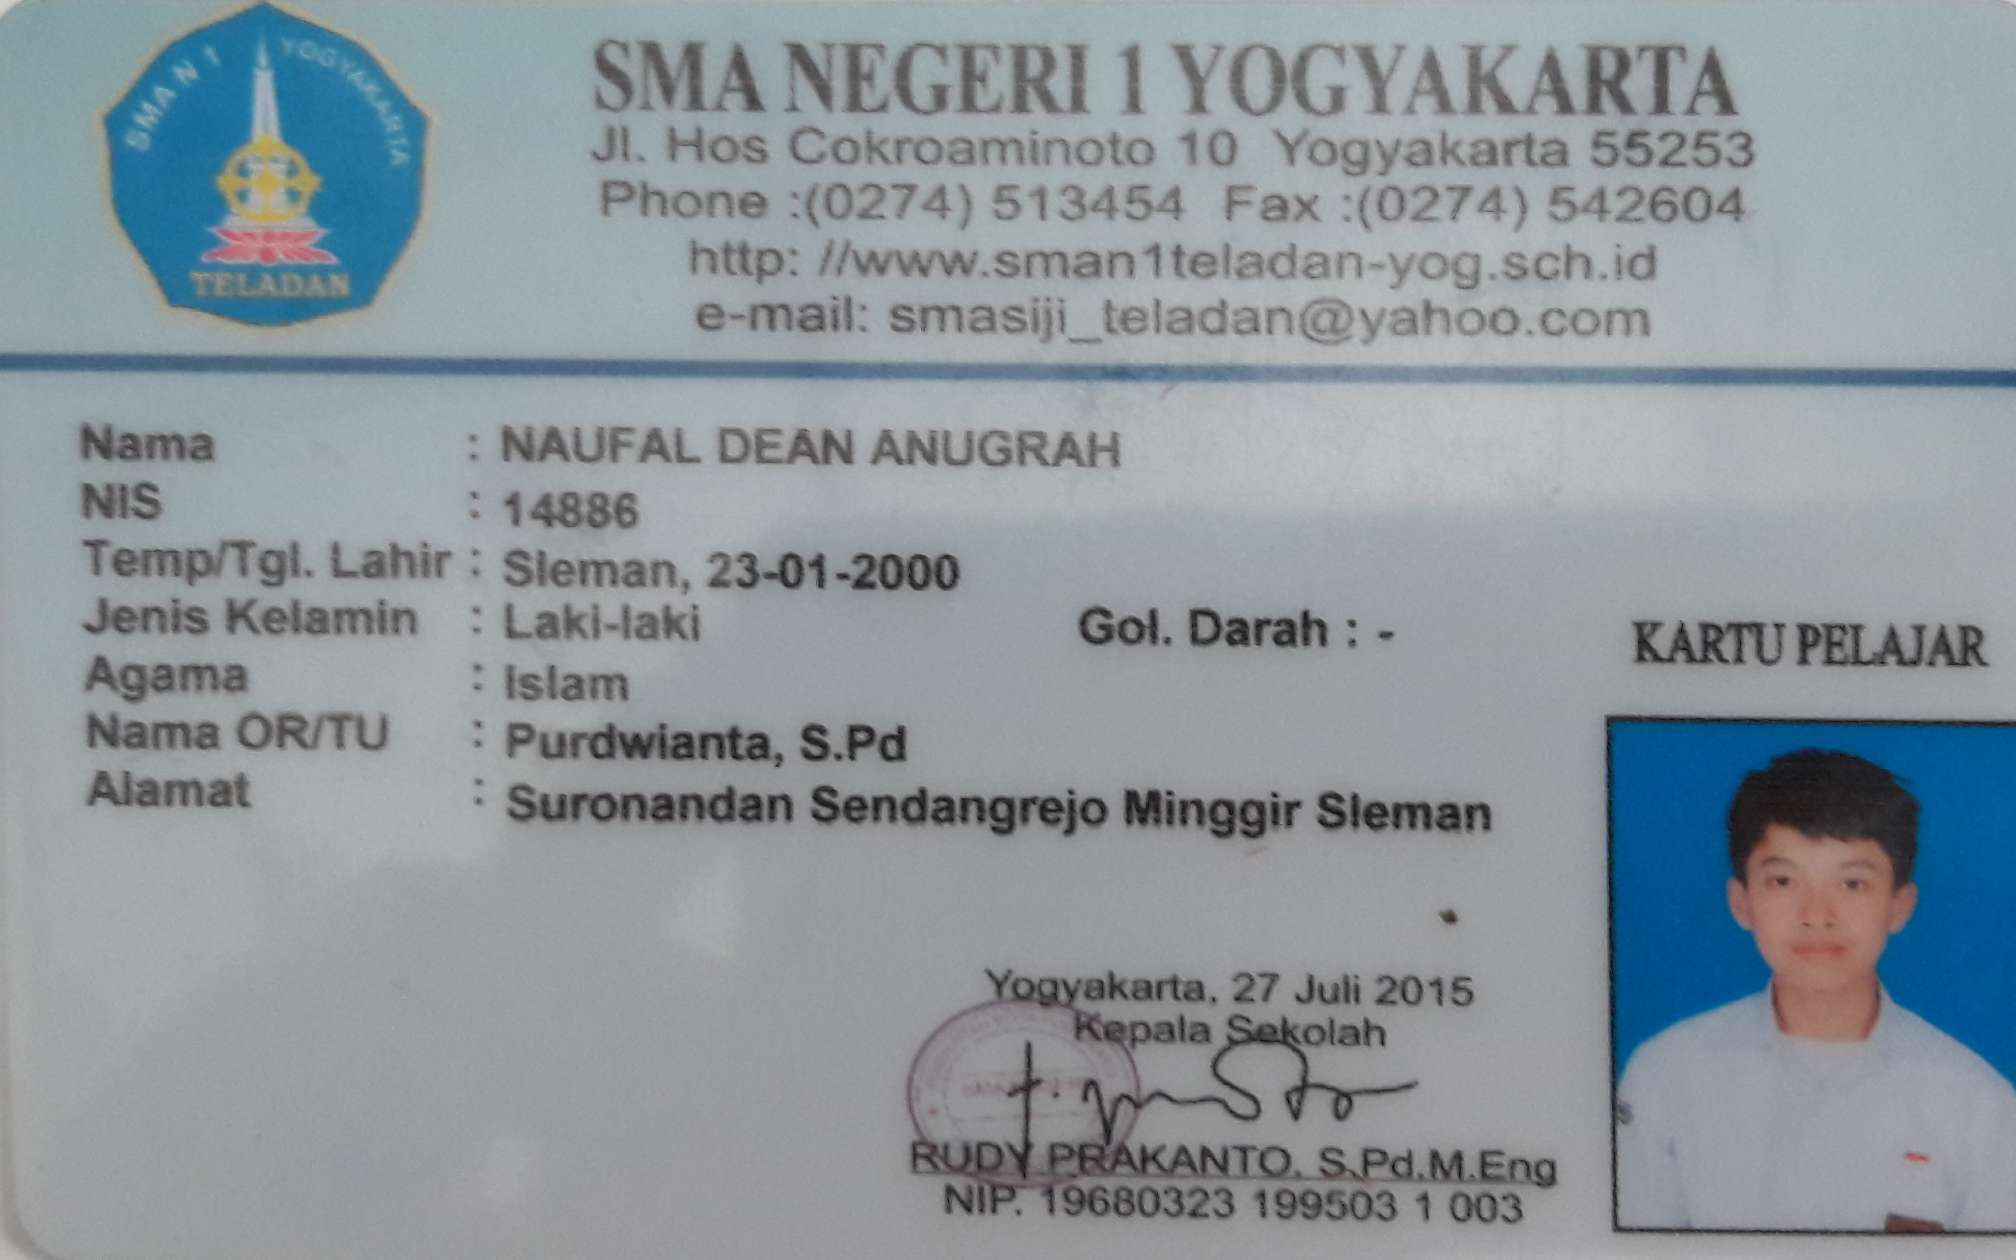 SMA N 1 YOGYAKARTA
TELADAN
SMA NEGERI 1 YOGYAKARTA
Jl. Hos Cokroaminoto 10 Yogyakarta 55253
Phone :(0274) 513454 Fax :(0274) 542604
http: //www.sman1teladan-yog.sch.id
e-mail: smasiji_teladan@yahoo.com
Nama : NAUFAL DEAN ANUGRAH
NIS : 14886
Temp/Tgl. Lahir : Sleman, 23-01-2000
Jenis Kelamin : Laki-laki Gol. Darah : -
Agama : Islam
Nama OR/TU : Purdwianta, S.Pd
Alamat : Suronandan Sendangrejo Minggir Sleman
KARTU PELAJAR
Yogyakarta, 27 Juli 2015
Kepala Sekolah
RUDY PRAKANTO, S.Pd.M.Eng
NIP. 19680323 199503 1 003